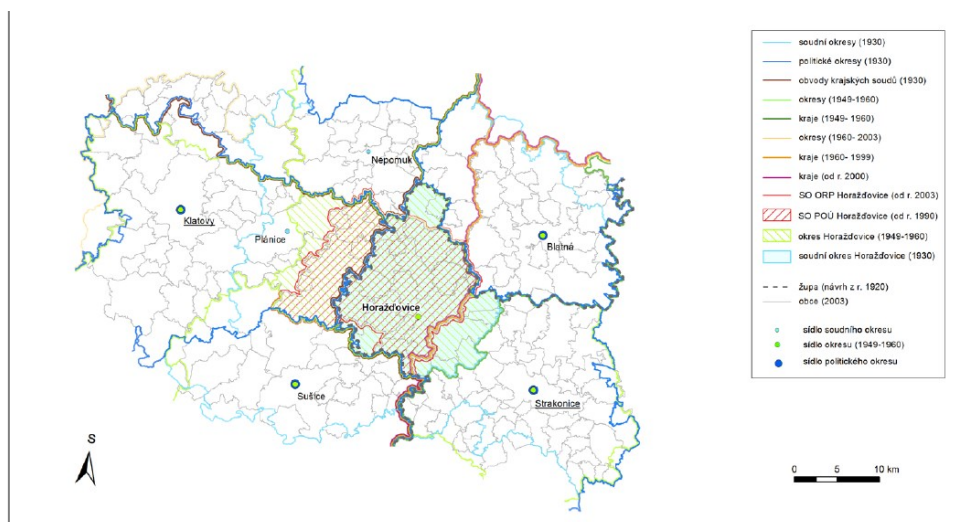 Nepomuk
Klatovy
Plánice
Blatná
Horažďovice
Sušice
Strakonice
S
soudní okresy (1930)
politické okresy (1930)
obvody krajských soudů (1930)
okresy (1949-1960)
kraje (1949- 1960)
okresy (1960- 2003)
kraje (1960- 1999)
kraje (od r. 2000)
SO ORP Horažďovice (od r. 2003)
SO POÚ Horažďovice (od r. 1990)
okres Horažďovice (1949-1960)
soudní okres Horažďovice (1930)
župa (návrh z r. 1920)
obce (2003)
sídlo soudního okresu
sídlo okresu (1949-1960)
sídlo politického okresu
0 5 10 km